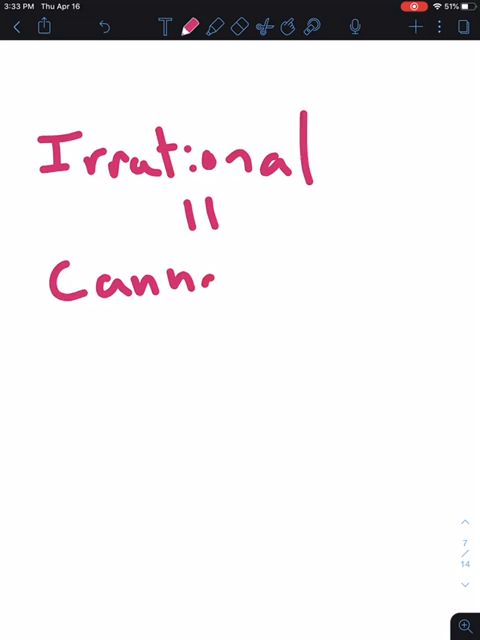 3:33 PM Thu Apr 16
51%
T
Irrational
=
Cann
7
/
14